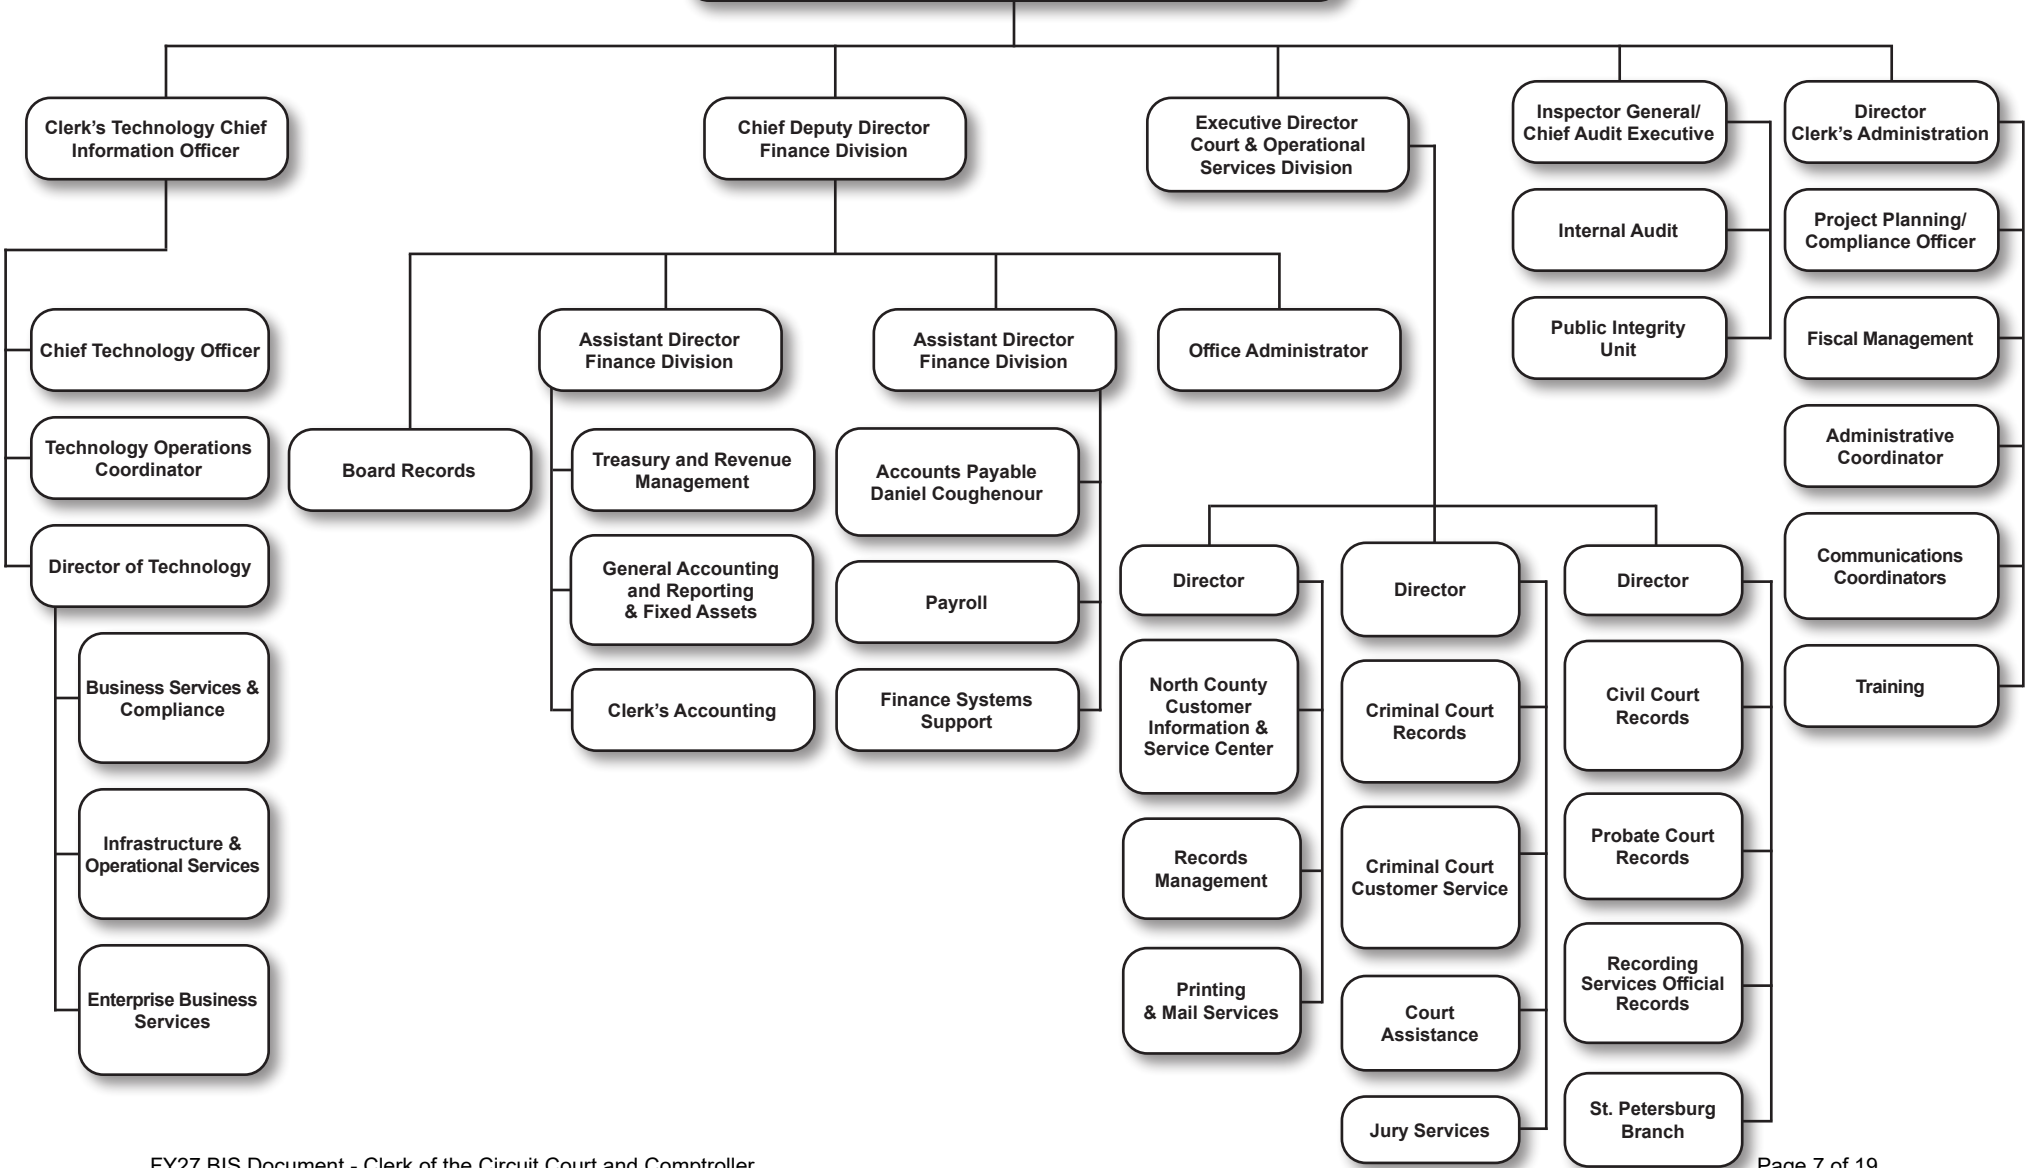 Clerk's Technology Chief
Information Officer
Chief Deputy Director
Finance Division
Executive Director
Court & Operational
Services Division
Inspector General/
Chief Audit Executive
Director
Clerk's Administration
Internal Audit
Project Planning/
Compliance Officer
Public Integrity
Unit
Fiscal Management
Administrative
Coordinator
Communications
Coordinators
Training
Chief Technology Officer
Technology Operations
Coordinator
Director of Technology
Business Services &
Compliance
Infrastructure &
Operational Services
Enterprise Business
Services
Board Records
Assistant Director
Finance Division
Treasury and Revenue
Management
General Accounting
and Reporting
& Fixed Assets
Clerk's Accounting
Assistant Director
Finance Division
Accounts Payable
Daniel Coughenour
Payroll
Finance Systems
Support
Office Administrator
Director
North County
Customer
Information &
Service Center
Records
Management
Printing
& Mail Services
Director
Criminal Court
Records
Criminal Court
Customer Service
Court
Assistance
Jury Services
Director
Civil Court
Records
Probate Court
Records
Recording
Services Official
Records
St. Petersburg
Branch
FY27 BIS Document - Clerk of the Circuit Court and Comptroller
Page 7 of 19